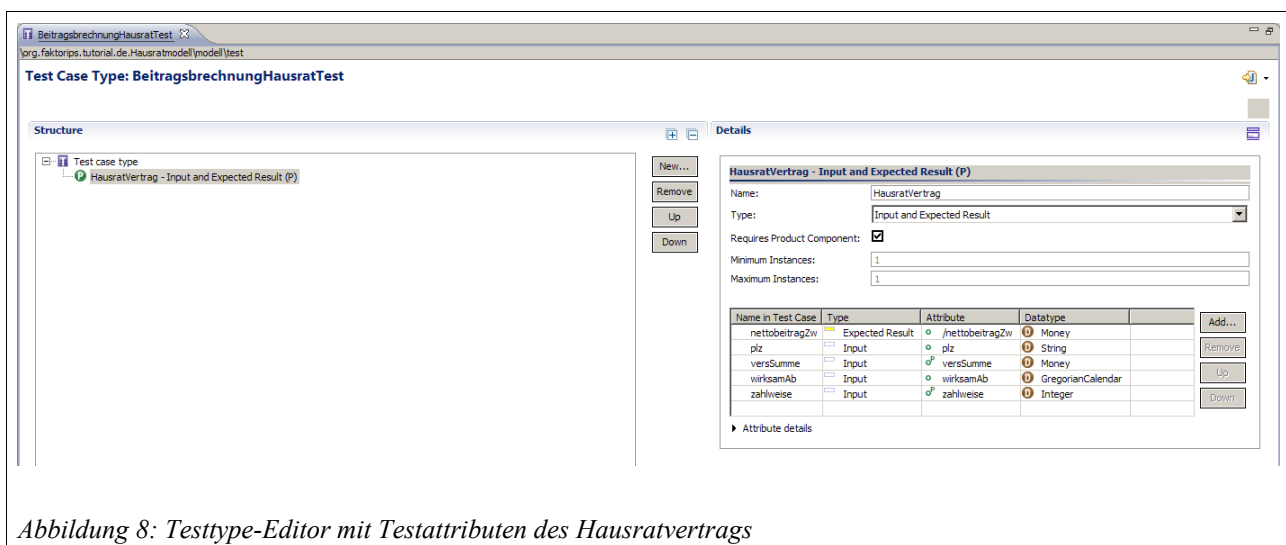 BeitragsbrechnungHausratTest
\org.faktorips.tutorial.de.Hausratmodell\modell\test
Test Case Type: BeitragsbrechnungHausratTest
Structure
Test case type
HausratVertrag - Input and Expected Result (P)
New...
Remove
Up
Down
Details
HausratVertrag - Input and Expected Result (P)
Name: HausratVertrag
Type: Input and Expected Result
Requires Product Component:
Minimum Instances: 1
Maximum Instances: 1
Name in Test Case Type Attribute Datatype
nettobeitragZw Expected Result /nettobeitragZw Money
plz Input plz String
versSumme Input versSumme Money
wirksamAb Input wirksamAb GregorianCalendar
zahlweise Input zahlweise Integer
Add...
Remove
Up
Down
Attribute details
Abbildung 8: Testtype-Editor mit Testattributen des Hausratvertrags